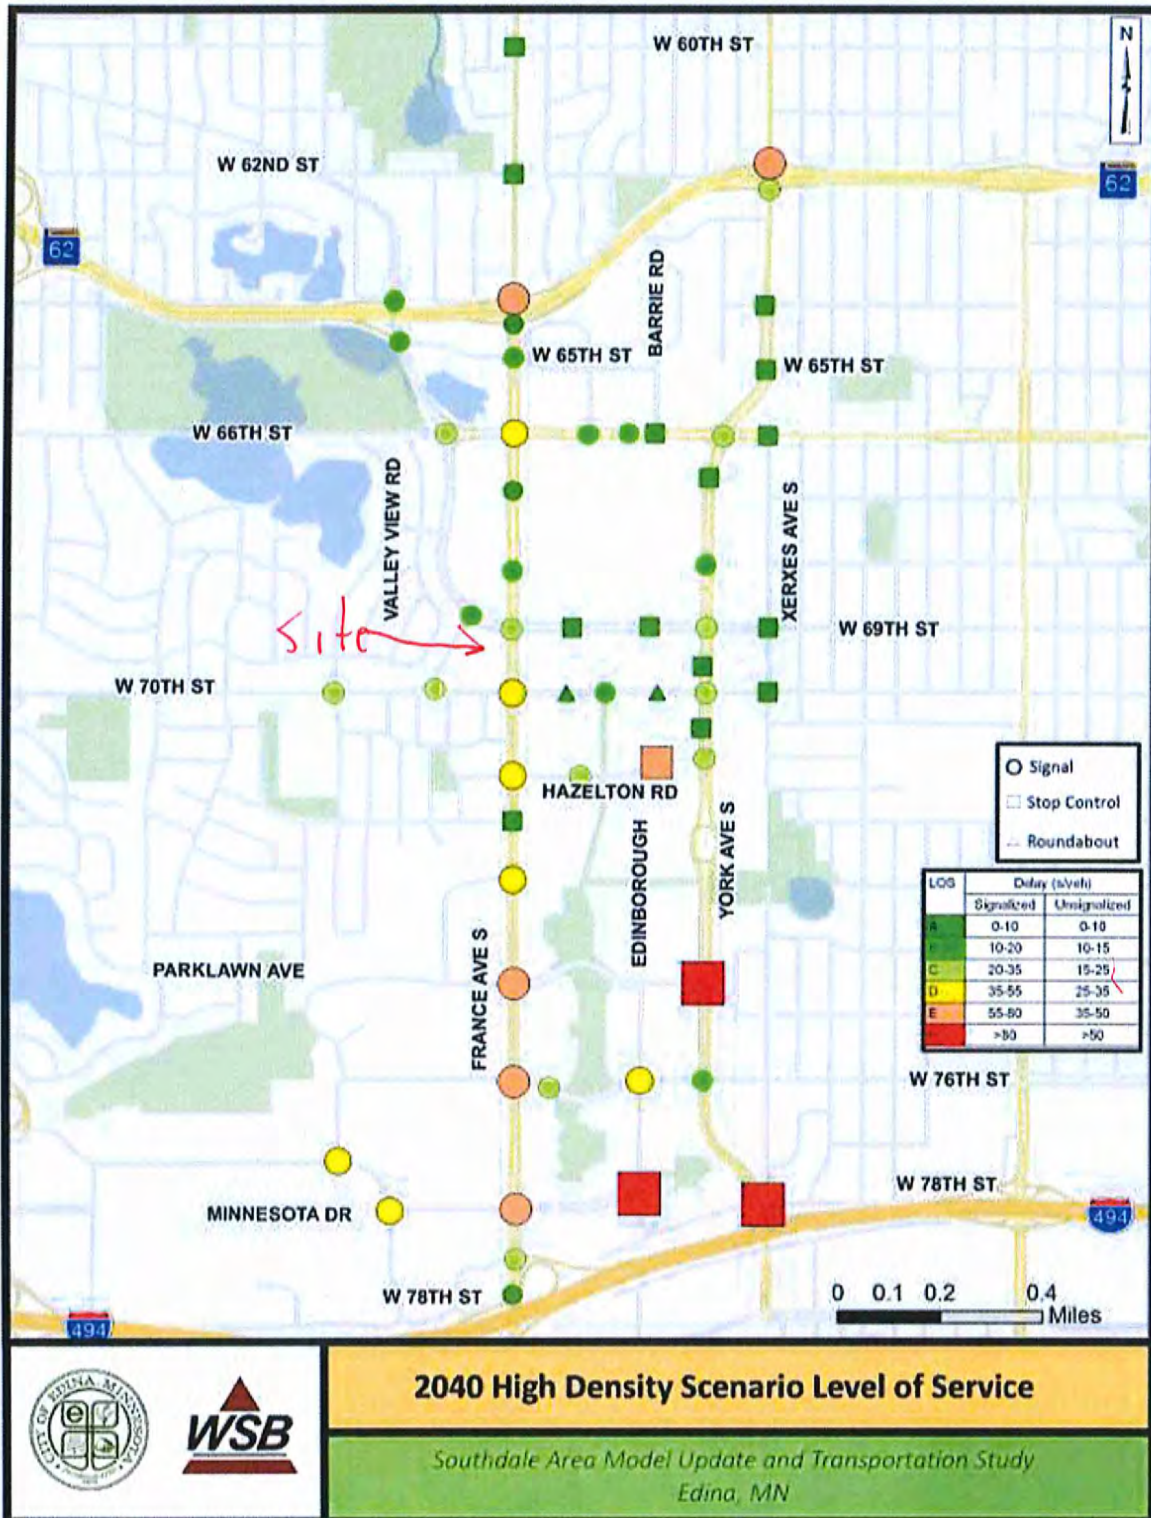 N
W 60TH ST
W 62ND ST
62
62
BARRIE RD
W 65TH ST
W 65TH ST
W 66TH ST
VALLEY VIEW RD
XERXES AVE S
Site
W 69TH ST
W 70TH ST
HAZELTON RD
EDINBOROUGH
YORK AVE S
Signal
Stop Control
Roundabout
LOS Delay (s/veh)
Signalized Unsignalized
A 0-10 0-10
10-20 10-15
C 20-35 15-25
D 35-55 25-35
E 55-80 35-50
>80 >50
PARKLAWN AVE
FRANCE AVE S
W 76TH ST
W 78TH ST
MINNESOTA DR
494
W 78TH ST
0 0.1 0.2 0.4
Miles
494
CITY OF EDINA, MINNESOTA
e
WSB
2040 High Density Scenario Level of Service
Southdale Area Model Update and Transportation Study
Edina, MN